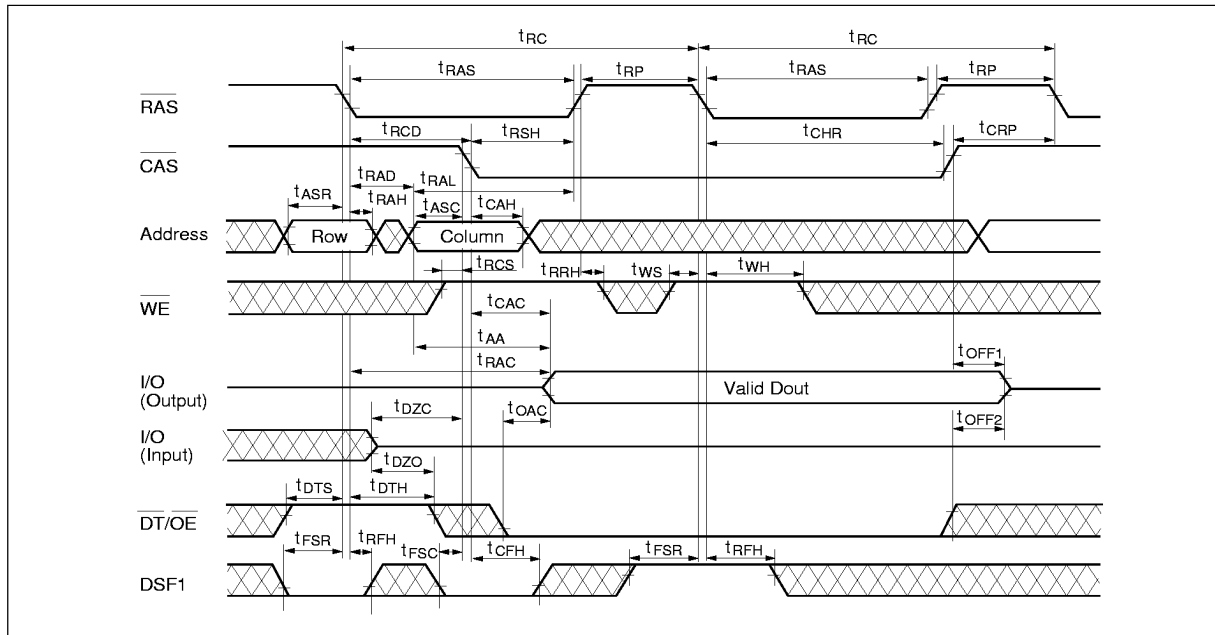 tRC tRC
tRAS tRP tRAS tRP
RAS
tRCD tRSH tCHR tCRP
CAS
tRAD tRAL
tASR tRAH tASC tCAH
Address Row Column
tRCS tRRH tWS tWH
WE
tCAC
tAA
tRAC tOFF1
I/O
(Output) Valid Dout
tDZC tOAC tOFF2
I/O
(Input)
tDZO
tDTS tDTH
DT/OE
tFSR tRFH tFSC tCFH tFSR tRFH
DSF1